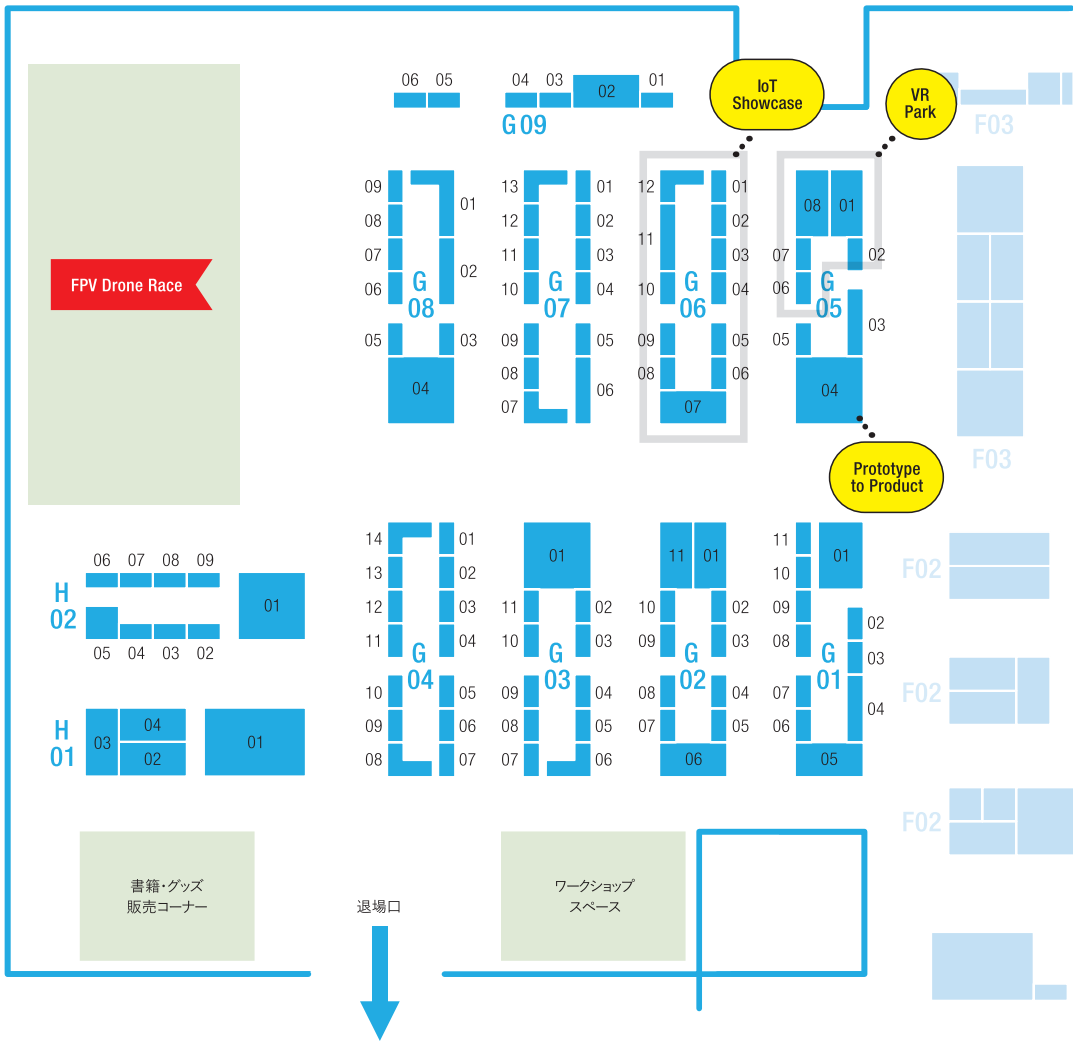 06 05 04 03 02 01
G 09
IoT
Showcase
VR
Park
F03
09 01 13 01 12 01 08 01
08 12 02 02
07 02 11 03 11 03 07 02
06 10 04 10 04 06
G
08
G
07
G
06
G
05
05 03 09 05 09 05 05 03
04 08 06 08 06 04
07 07
FPV Drone Race
F03
Prototype
to Product
06 07 08 09
H
02
01
05 04 03 02
14 01 01 11 01 11 01
13 02 10
12 03 11 02 10 02 09 02
11 04 10 03 09 03 08 03
G
04
G
03
G
02
G
01
10 05 09 04 08 04 07 04
09 06 08 05 07 05 06
08 07 07 06 06 05
F02
F02
F02
H
01
03 04 02 01
書籍・グッズ
販売コーナー
退場口
ワークショップ
スペース